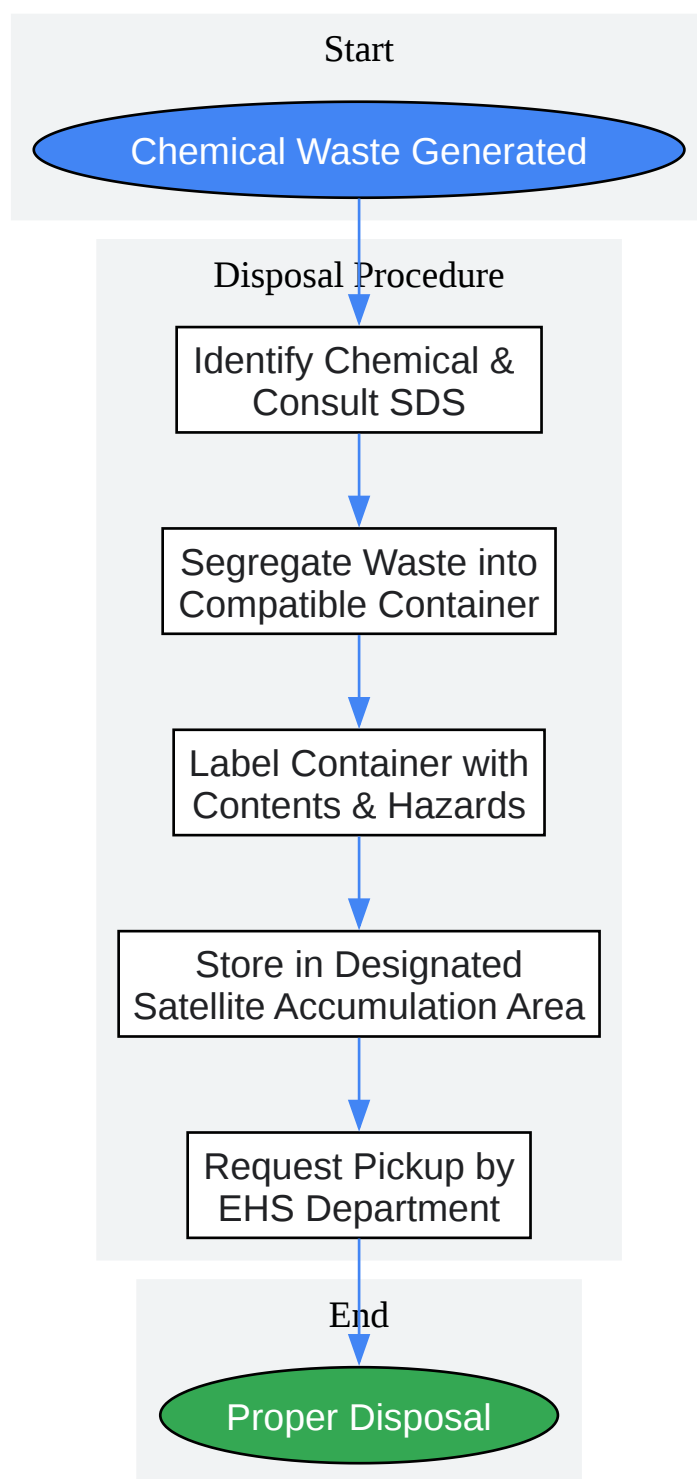 Start
Chemical Waste Generated
Disposal Procedure
Identify Chemical &
Consult SDS
Segregate Waste into
Compatible Container
Label Container with
Contents & Hazards
Store in Designated
Satellite Accumulation Area
Request Pickup by
EHS Department
End
Proper Disposal